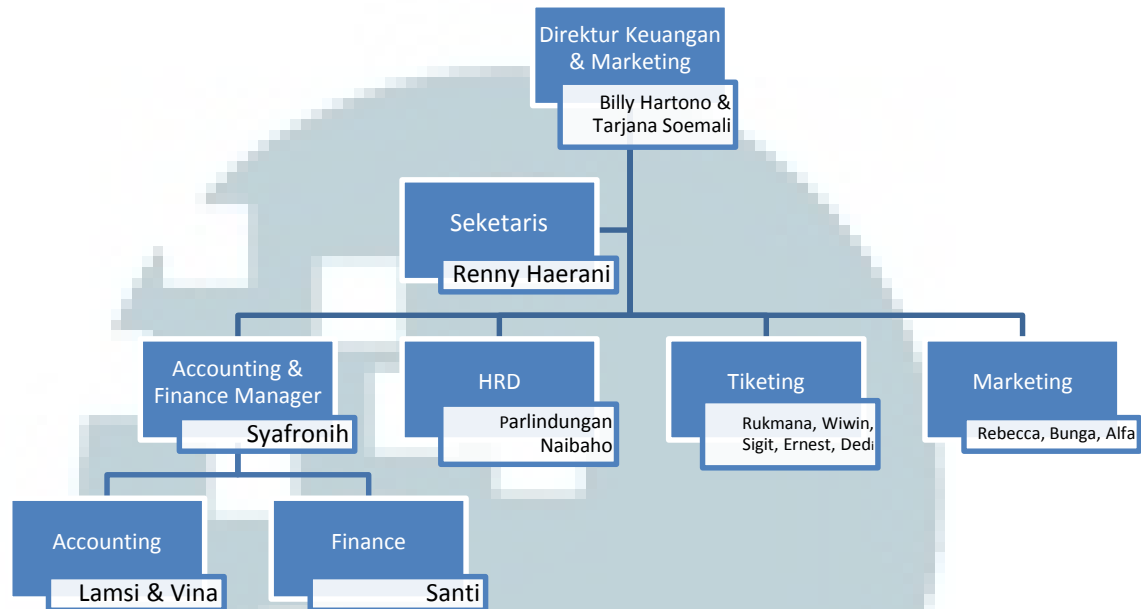 Direktur Keuangan
& Marketing
Billy Hartono &
Tarjana Soemali
Seketaris
Renny Haerani
Accounting &
Finance Manager
Syafronih
HRD
Parlindungan
Naibaho
Tiketing
Rukmana, Wiwin,
Sigit, Ernest, Dedi
Marketing
Rebecca, Bunga, Alfa
Accounting
Lamsi & Vina
Finance
Santi